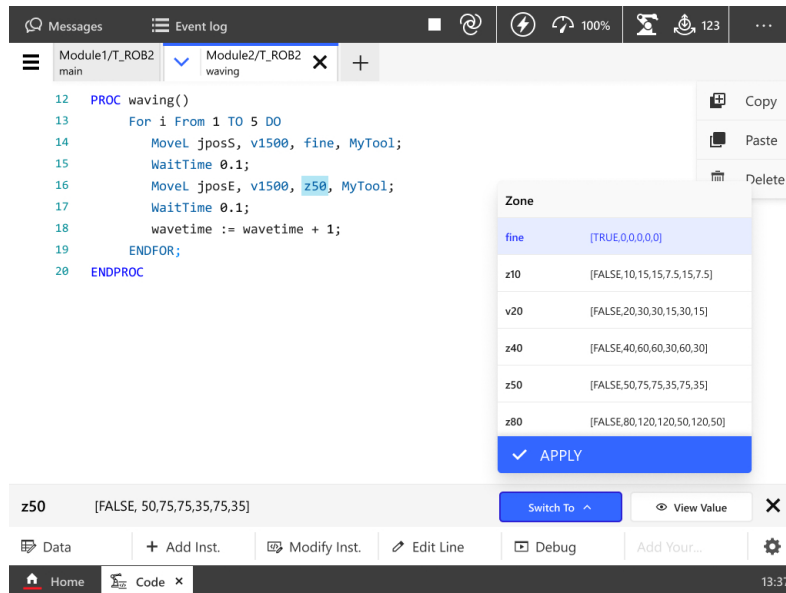 Messages Event log 100% 123 ...
Module1/T_ROB2 Module2/T_ROB2
main waving
12 PROC waving()
13 For i From 1 TO 5 DO
14 MoveL jposS, v1500, fine, MyTool;
15 WaitTime 0.1;
16 MoveL jposE, v1500, z50, MyTool;
17 WaitTime 0.1;
18 wavetime := wavetime + 1;
19 ENDFOR;
20 ENDPROC
Copy
Paste
Delete
Zone
fine [TRUE,0,0,0,0,0]
z10 [FALSE,10,15,15,7.5,15,7.5]
v20 [FALSE,20,30,30,15,30,15]
z40 [FALSE,40,60,60,30,60,30]
z50 [FALSE,50,75,75,35,75,35]
z80 [FALSE,80,120,120,50,120,50]
APPLY
z50 [FALSE, 50,75,75,35,75,35] Switch To View Value
Data + Add Inst. Modify Inst. Edit Line Debug Add Your...
Home Code × 13:37